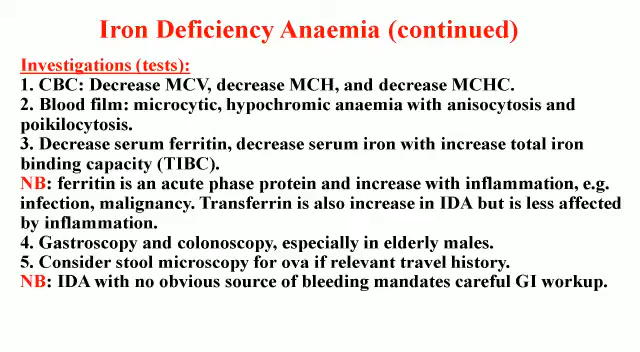 Iron Deficiency Anaemia (continued)
Investigations (tests):
1. CBC: Decrease MCV, decrease MCH, and decrease MCHC.
2. Blood film: microcytic, hypochromic anaemia with anisocytosis and
poikilocytosis.
3. Decrease serum ferritin, decrease serum iron with increase total iron
binding capacity (TIBC).
NB: ferritin is an acute phase protein and increase with inflammation, e.g.
infection, malignancy. Transferrin is also increase in IDA but is less affected
by inflammation.
4. Gastroscopy and colonoscopy, especially in elderly males.
5. Consider stool microscopy for ova if relevant travel history.
NB: IDA with no obvious source of bleeding mandates careful GI workup.